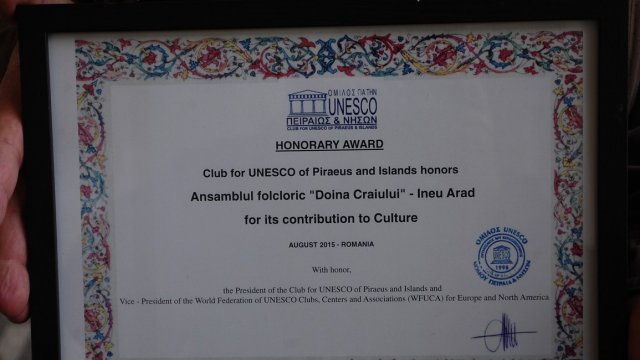 ΟΜΙΛΟΣ ΓΙΑ ΤΗΝ
UNESCO
ΠΕΙΡΑΙΩΣ & ΝΗΣΩΝ
CLUB FOR UNESCO OF PIRAEUS & ISLANDS
HONORARY AWARD
Club for UNESCO of Piraeus and Islands honors
Ansamblul folcloric "Doina Craiului" - Ineu Arad
for its contribution to Culture
AUGUST 2015 - ROMANIA
With honor,
the President of the Club for UNESCO of Piraeus and Islands and
Vice - President of the World Federation of UNESCO Clubs, Centers and Associations (WFUCA) for Europe and North America
ΟΜΙΛΟΣ UNESCO
1998